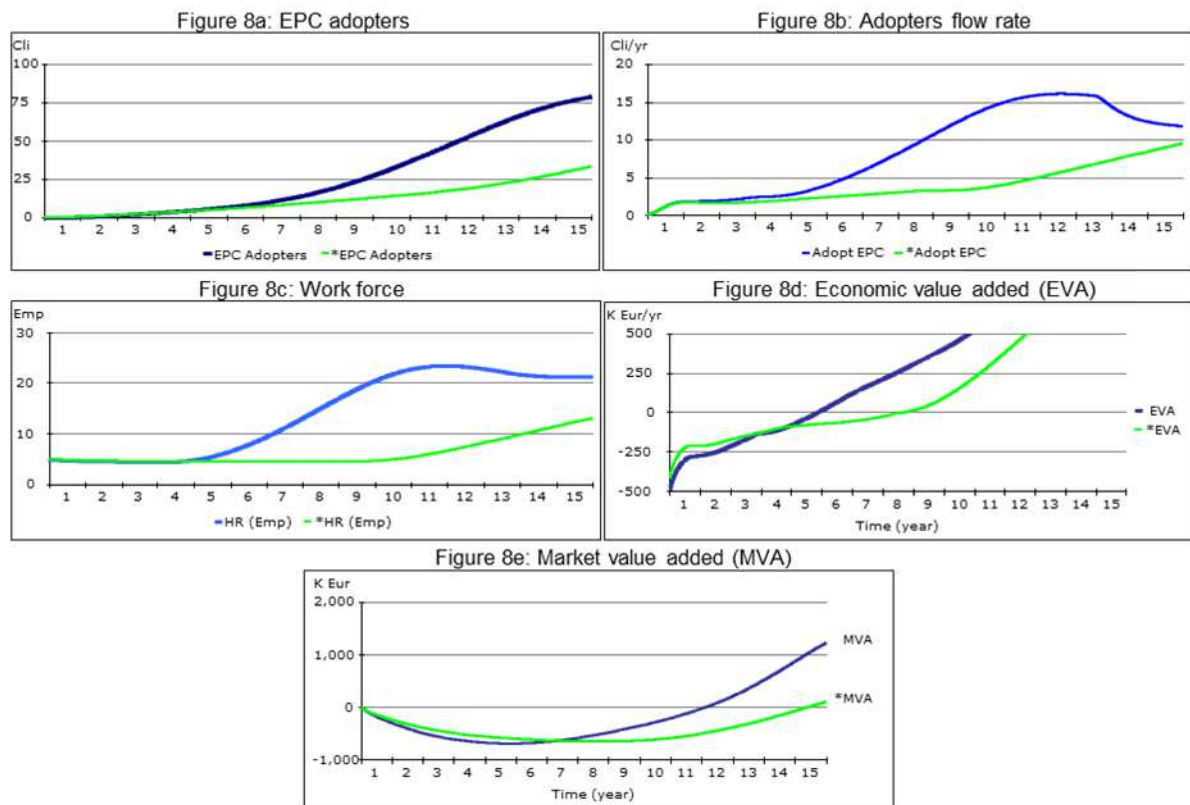 Figure 8a: EPC adopters
Cli
100
75
50
25
0
1 2 3 4 5 6 7 8 9 10 11 12 13 14 15
EPC Adopters *EPC Adopters
Figure 8b: Adopters flow rate
Cli/yr
20
15
10
5
0
1 2 3 4 5 6 7 8 9 10 11 12 13 14 15
Adopt EPC *Adopt EPC
Figure 8c: Work force
Emp
30
20
10
0
1 2 3 4 5 6 7 8 9 10 11 12 13 14 15
HR (Emp) *HR (Emp)
Figure 8d: Economic value added (EVA)
K Eur/yr
500
250
0
-250
-500
1 2 3 4 5 6 7 8 9 10 11 12 13 14 15
Time (year)
EVA
*EVA
Figure 8e: Market value added (MVA)
K Eur
2,000
1,000
0
-1,000
1 2 3 4 5 6 7 8 9 10 11 12 13 14 15
Time (year)
MVA
*MVA